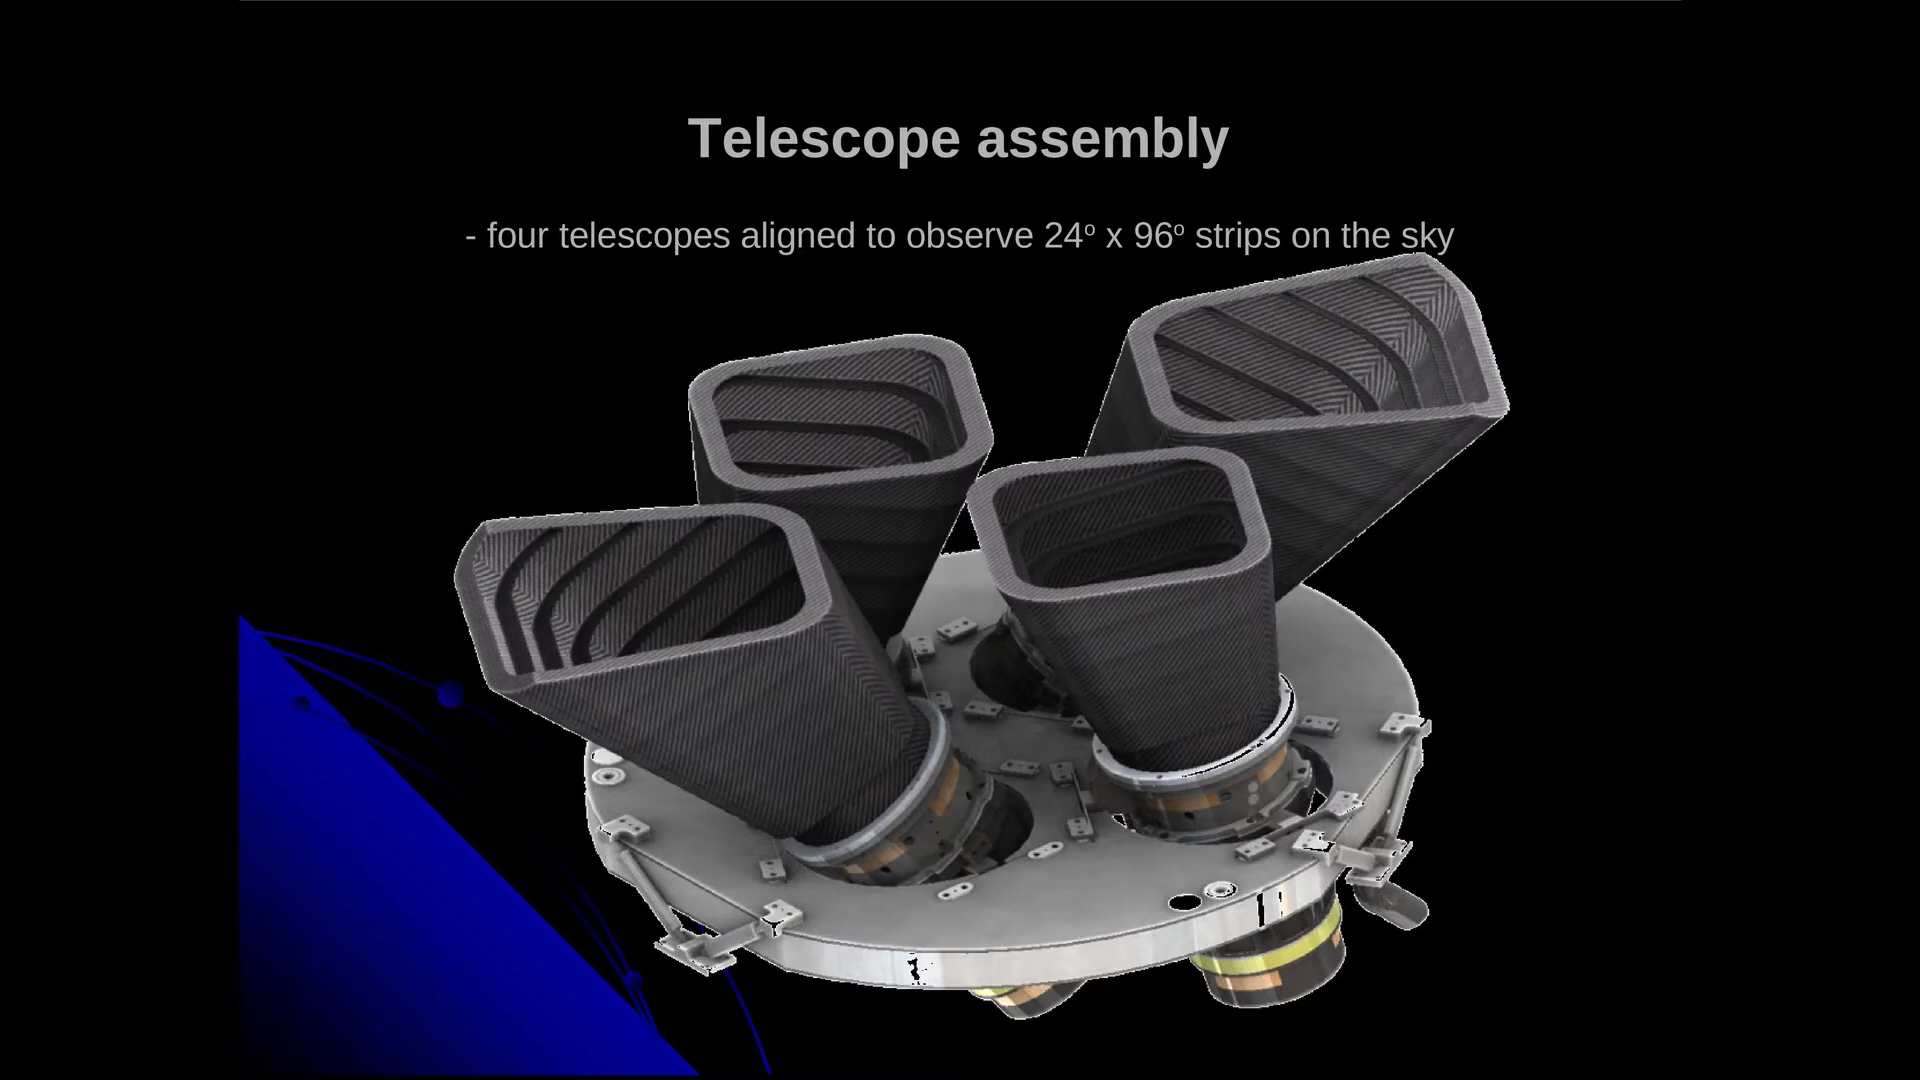 Telescope assembly
- four telescopes aligned to observe 24º x 96º strips on the sky